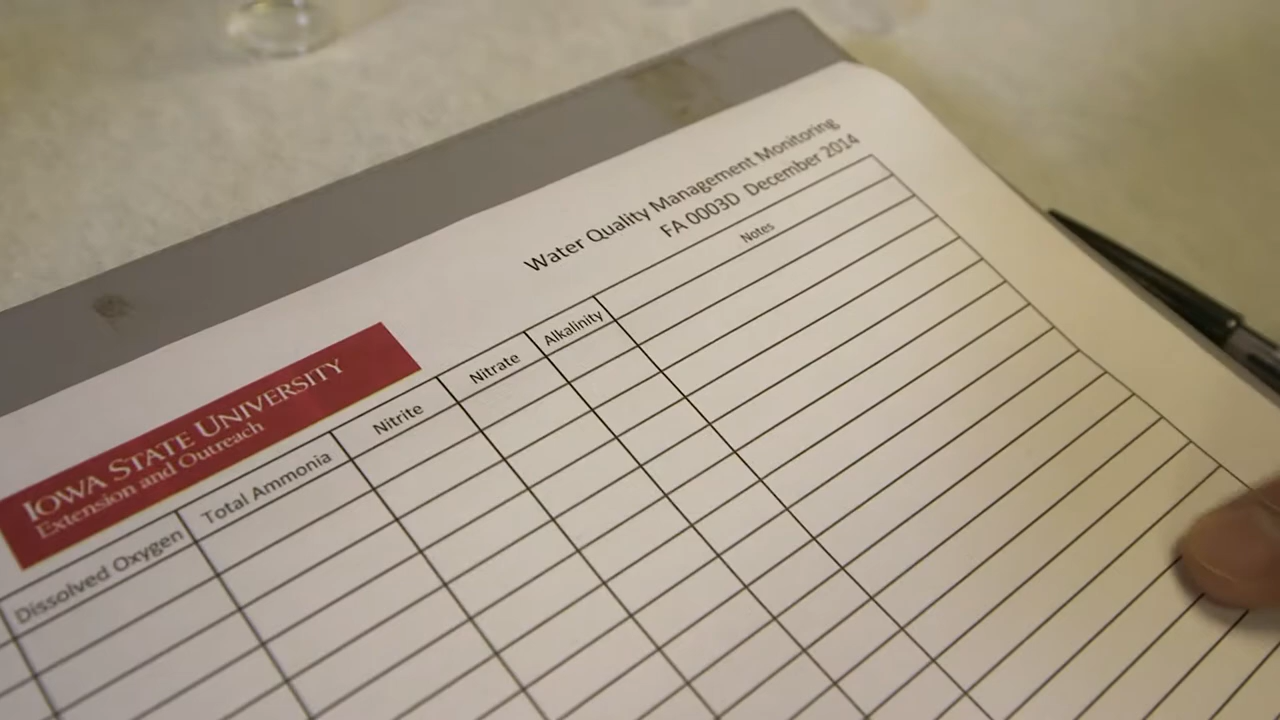 Water Quality Management Monitoring
FA 0003D December 2014
IOWA STATE UNIVERSITY
Extension and Outreach
Dissolved Oxygen Total Ammonia Nitrite Nitrate Alkalinity Notes